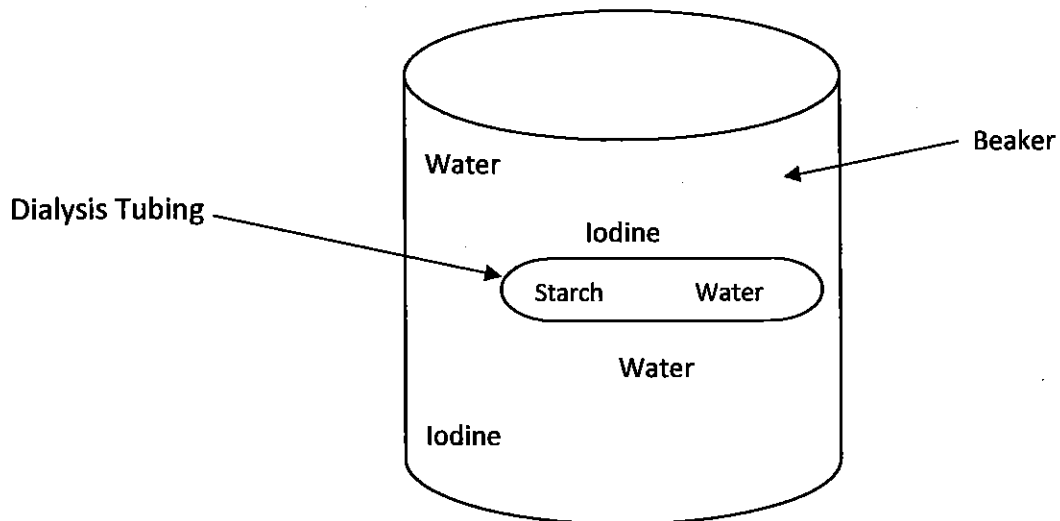 Beaker
Water
Dialysis Tubing
Iodine
Starch Water
Water
Iodine